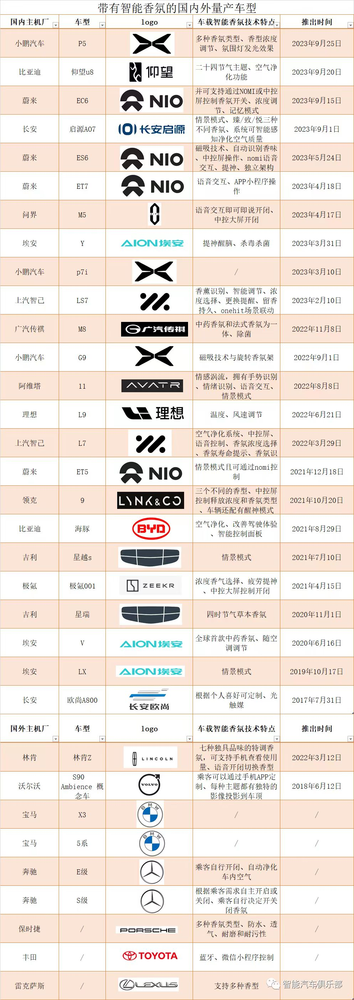 带有智能香氛的国内外量产车型
国内主机厂 车型 logo 车载智能香氛技术特点 推出时间
小鹏汽车 P5 多种香氛类型、香型浓度
调节、氛围灯发光效果 2023年9月25日
比亚迪 仰望u8 仰望 二十四节气主题、空气净
化功能 2023年9月20日
蔚来 EC6 NIO 并可支持通过NOMI或中控
屏控制香氛开关、浓度调
节、记忆模式 2023年9月15日
长安 启源A07 长安启源 情景模式、臻/致/悦三种
不同香氛、系统可智能感
知净化空气质量 2023年9月1日
蔚来 ES6 NIO 磁吸技术、自动识别香味
、中控屏操作、nomi语音
交互、提神、独立架构 2023年5月24日
蔚来 ET7 NIO 语音交互、APP小程序操
作 2023年4月18日
问界 M5 AITO 语音交互即可即说开闭、
中控大屏开闭 2023年4月17日
埃安 Y AION埃安 提神醒脑、杀毒杀菌 2023年3月31日
小鹏汽车 p7i / 2023年3月10日
上汽智己 LS7 香薰识别、智能调节、浓
度选择、更换提醒、留香
持久、onehit场景联动 2023年2月10日
广汽传祺 M8 广汽传祺 中药香氛和法式香氛为一
体、除菌 2022年11月8日
小鹏汽车 G9 磁吸技术与旋转香氛架 2022年9月1日
阿维塔 11 AVATR 情感涡流，拥有手势识别
、情绪识别、语音交互、
情景模式 2022年8月8日
理想 L9 理想 温度、风速调节 2022年6月21日
上汽智己 L7 空气净化系统、中控屏、
语音控制、香氛浓度选择
、香氛寿命提示、香氛识 2022年3月29日
蔚来 ET5 NIO 情景模式且可通过nomi控
制 2021年12月18日
领克 9 LYNK&CO 三个不同的香型、中控屏
控制释放浓度和香氛类型
、车辆还配有醒神模式 2021年10月20日
比亚迪 海豚 BYD 空气净化、改善驾驶体验
、智能控制面板 2021年8月29日
吉利 星越s 情景模式 2021年7月10日
极氪 极氪001 ZEEKR 浓度香气选择、疲劳提神
、中控大屏控制开闭 2021年4月15日
吉利 星瑞 四时节气草本香氛 2020年11月1日
埃安 V AION埃安 全球首款中药香氛、随空
调调节 2020年6月16日
埃安 LX AION埃安 情景模式 2019年10月17日
长安 欧尚A800 长安欧尚 根据个人喜好可定制、光
触媒 2017年7月31日
国外主机厂 车型 logo 车载智能香氛技术特点 推出时间
林肯 林肯Z LINCOLN 七种独具品味的特调香
氛，可支持手机查看使用
量、语音开闭切换香型 2022年3月12日
沃尔沃 S90
Ambience 概
念车 VOLVO 乘客可以通过手机APP定
制、每种主题都有独特的
影像投影到车顶 2018年6月12日
宝马 X3 BMW / /
宝马 5系 BMW / /
奔驰 E级 乘客自行开闭、自动净化
车内空气 /
奔驰 S级 根据乘客需求自主开启或
关闭、乘客自行决定开关
闭香氛 /
保时捷 / PORSCHE 多种香氛类型、防水、透
气、耐磨和耐污性 /
丰田 / TOYOTA 蓝牙、微信小程序控制 /
雷克萨斯 / LEXUS 支持多种香型
智能汽车俱乐部